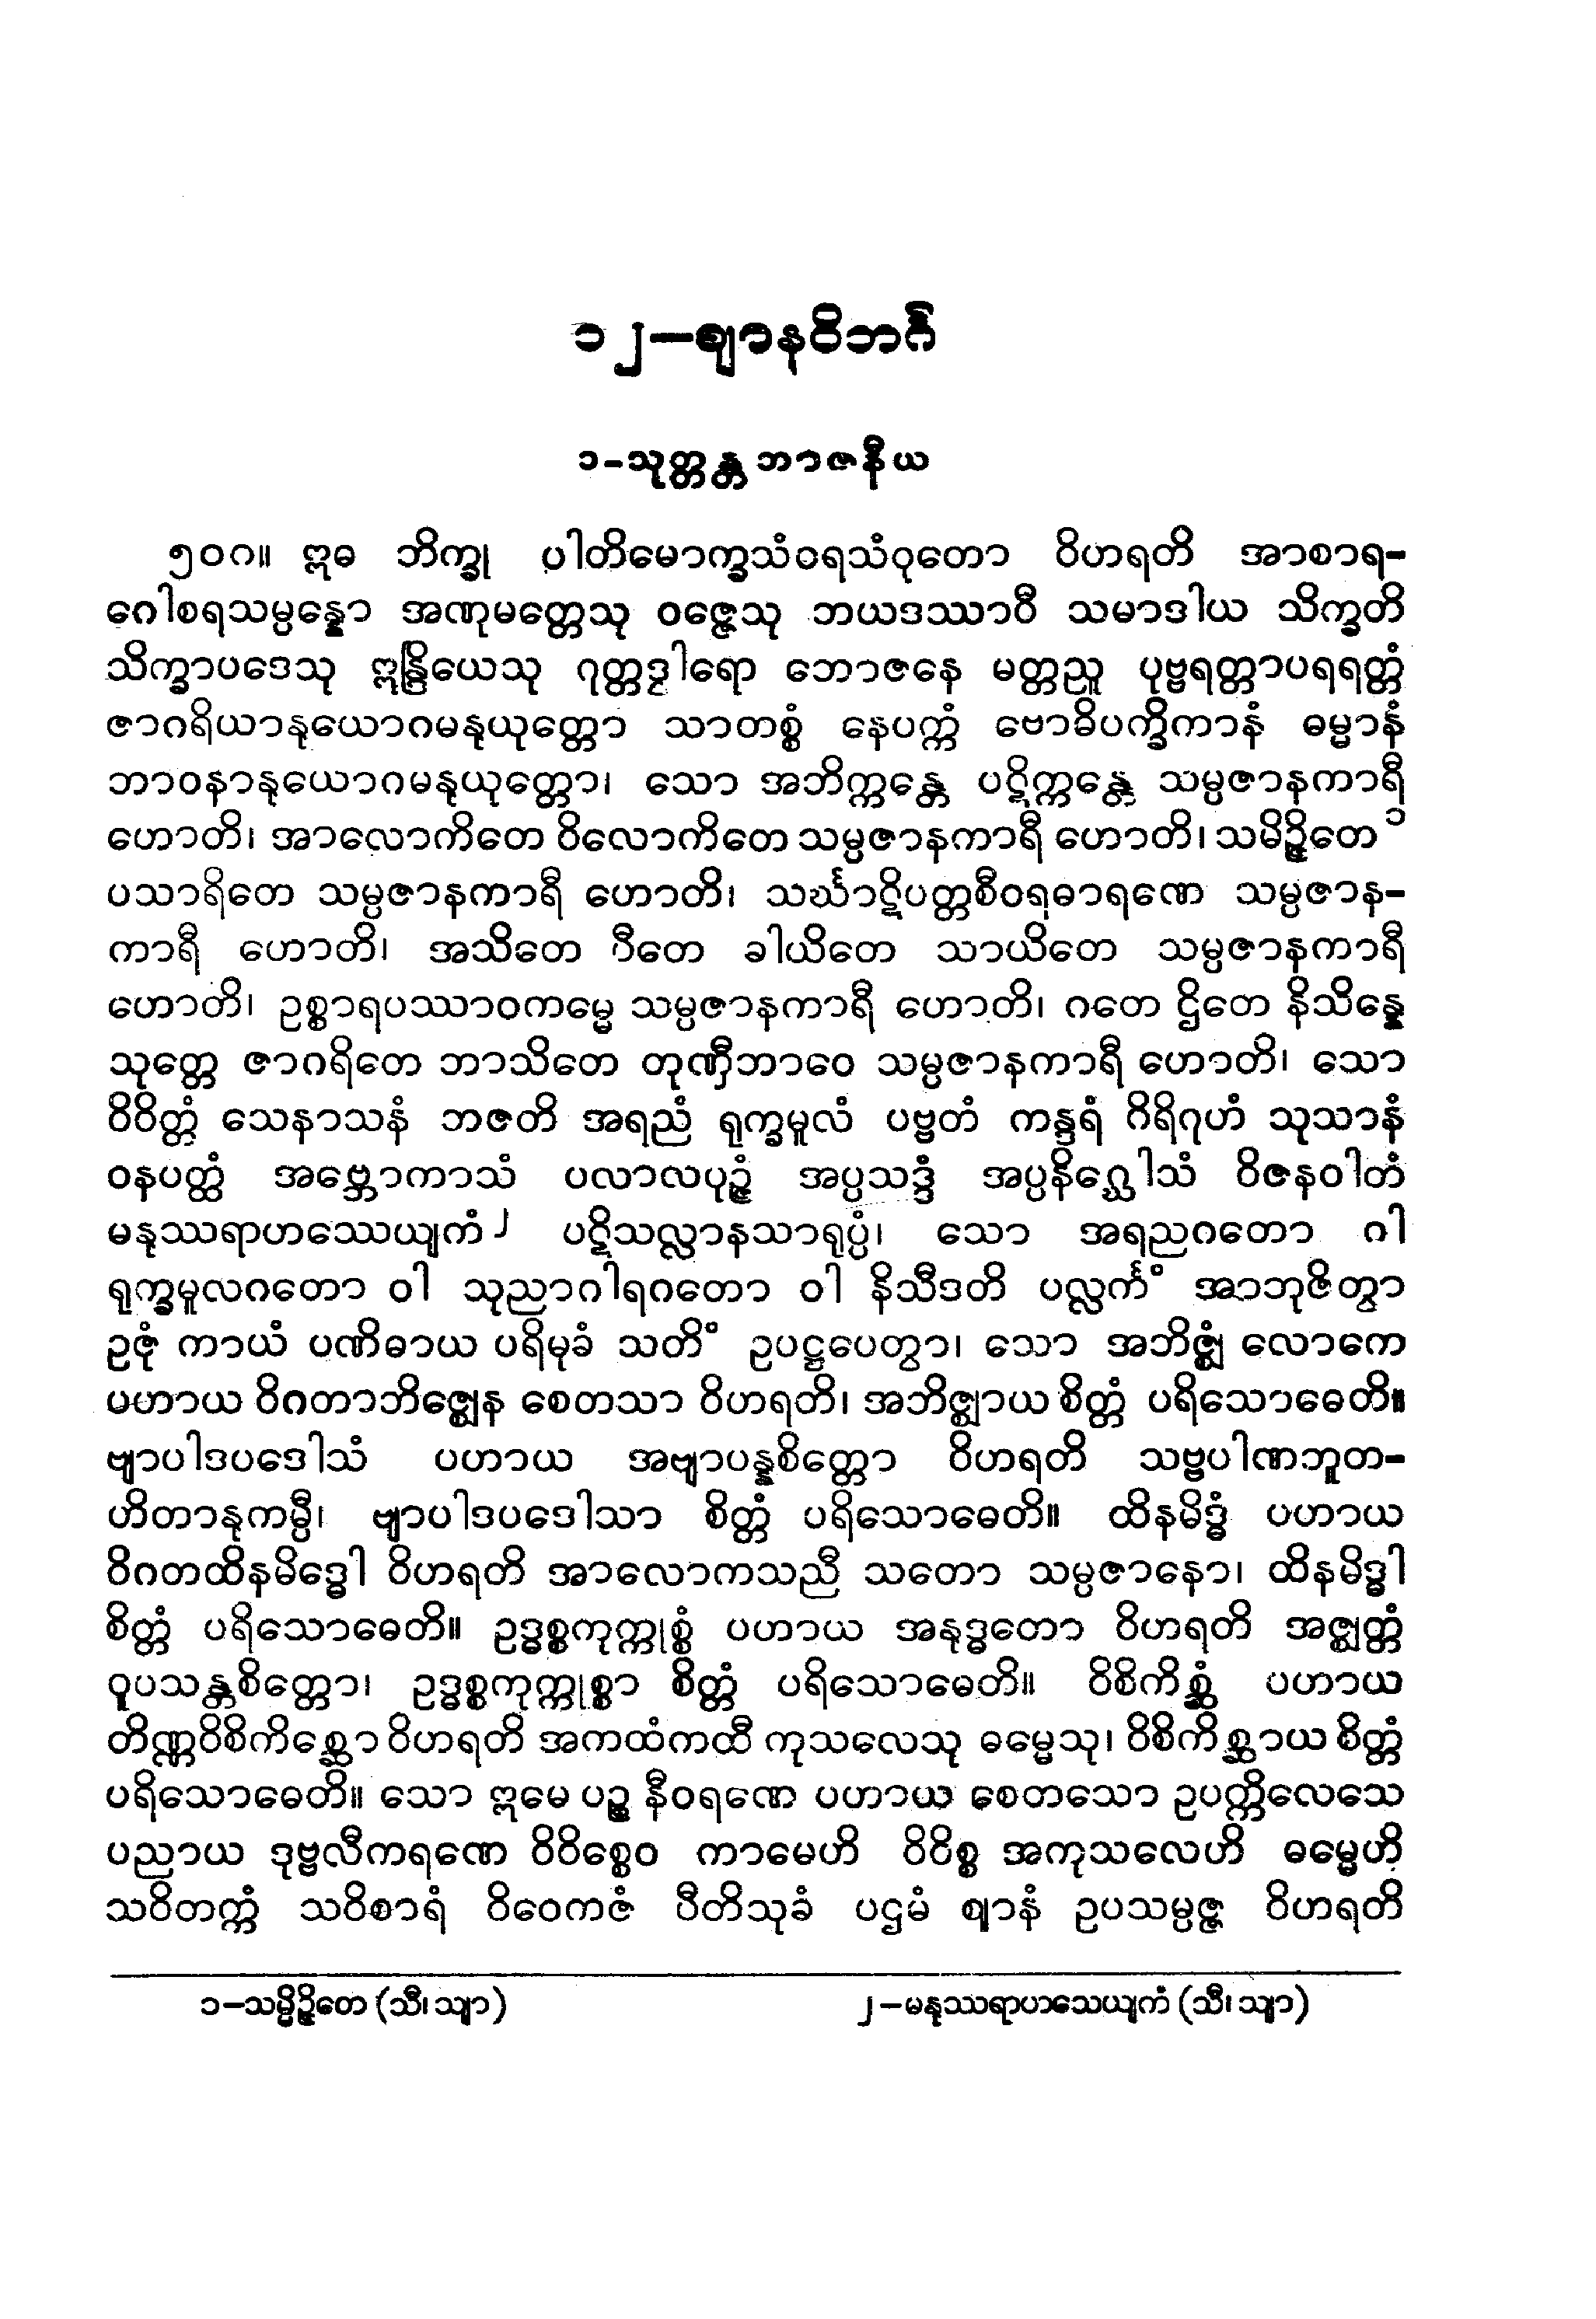 ၁၂–ဈာနဝိဘင်္ဂ
၁-သုတ္တန္တဘာဇနီယ
၅၀၈။ ဣဓ ဘိက္ခု ပါတိမောက္ခသံဝရသံဝုတော ဝိဟရတိ အာစာရ-
ဂေါစရသမ္ပန္နော အဏုမတ္တေသု ဝဇ္ဇေသု ဘယဒဿာဝီ သမာဒါယ သိက္ခတိ
သိက္ခာပဒေသု ဣန္ဒြိယေသု ဂုတ္တဒွါရော ဘောဇနေ မတ္တညူ ပုဗ္ဗရတ္တာပရရတ္တံ
ဇာဂရိယာနုယောဂမနုယုတ္တော သာတစ္စံ နေပက္ကံ ဗောဓိပက္ခိကာနံ ဓမ္မာနံ
ဘာဝနာနုယောဂမနုယုတ္တော၊ သော အဘိက္ကန္တေ ပဋိက္ကန္တေ သမ္ပဇာနကာရီ
ဟောတိ၊ အာလောကိတေ ဝိလောကိတေ သမ္ပဇာနကာရီ ဟောတိ၊ သမိဉ္ဇိတေ ၁
ပသာရိတေ သမ္ပဇာနကာရီ ဟောတိ၊ သင်္ဃာဋိပတ္တစီဝရဓာရဏေ သမ္ပဇာန-
ကာရီ ဟောတိ၊ အသိတေ ပီတေ ခါယိတေ သာယိတေ သမ္ပဇာနကာရီ
ဟောတိ၊ ဥစ္စာရပဿာဝကမ္မေ သမ္ပဇာနကာရီ ဟောတိ၊ ဂတေ ဌိတေ နိသိန္နေ
သုတ္တေ ဇာဂရိတေ ဘာသိတေ တုဏှီဘာဝေ သမ္ပဇာနကာရီ ဟောတိ၊ သော
ဝိဝိတ္တံ သေနာသနံ ဘဇတိ အရညံ ရုက္ခမူလံ ပဗ္ဗတံ ကန္ဒရံ ဂိရိဂုဟံ သုသာနံ
ဝနပတ္ထံ အဗ္ဘောကာသံ ပလာလပုဉ္ဇံ အပ္ပသဒ္ဒံ အပ္ပနိဂ္ဃေါသံ ဝိဇနဝါတံ
မနုဿရာဟဿေယျကံ ၂ ပဋိသလ္လာနသာရုပ္ပံ၊ သော အရညဂတော ဝါ
ရုက္ခမူလဂတော ဝါ သုညာဂါရဂတော ဝါ နိသီဒတိ ပလ္လင်္ကံ အာဘုဇိတွာ
ဥဇုံ ကာယံ ပဏိဓာယ ပရိမုခံ သတိံ ဥပဋ္ဌပေတွာ၊ သော အဘိဇ္ဈံ လောကေ
ပဟာယ ဝိဂတာဘိဇ္ဈေန စေတသာ ဝိဟရတိ၊ အဘိဇ္ဈာယ စိတ္တံ ပရိသောဓေတိ။
ဗျာပါဒပဒေါသံ ပဟာယ အဗျာပန္နစိတ္တော ဝိဟရတိ သဗ္ဗပါဏဘူတ-
ဟိတာနုကမ္ပီ၊ ဗျာပါဒပဒေါသာ စိတ္တံ ပရိသောဓေတိ။ ထိနမိဒ္ဓံ ပဟာယ
ဝိဂတထိနမိဒ္ဓေါ ဝိဟရတိ အာလောကသညီ သတော သမ္ပဇာနော၊ ထိနမိဒ္ဓါ
စိတ္တံ ပရိသောဓေတိ။ ဥဒ္ဓစ္စကုက္ကုစ္စံ ပဟာယ အနုဒ္ဓတော ဝိဟရတိ အဇ္ဈတ္တံ
ဝူပသန္တစိတ္တော၊ ဥဒ္ဓစ္စကုက္ကုစ္စာ စိတ္တံ ပရိသောဓေတိ။ ဝိစိကိစ္ဆံ ပဟာယ
တိဏ္ဏဝိစိကိစ္ဆော ဝိဟရတိ အကထံကထီ ကုသလေသု ဓမ္မေသု၊ ဝိစိကိစ္ဆာယ စိတ္တံ
ပရိသောဓေတိ။ သော ဣမေ ပဉ္စ နီဝရဏေ ပဟာယ စေတသော ဥပက္ကိလေသေ
ပညာယ ဒုဗ္ဗလီကရဏေ ဝိဝိစ္စေဝ ကာမေဟိ ဝိဝိစ္စ အကုသလေဟိ ဓမ္မေဟိ
သဝိတက္ကံ သဝိစာရံ ဝိဝေကဇံ ပီတိသုခံ ပဌမံ ဈာနံ ဥပသမ္ပဇ္ဇ ဝိဟရတိ
၁–သမ္မိဉ္ဇိတေ (သီ၊ သျာ) ၂–မနုဿရာဟသေယျကံ (သီ၊ သျာ)